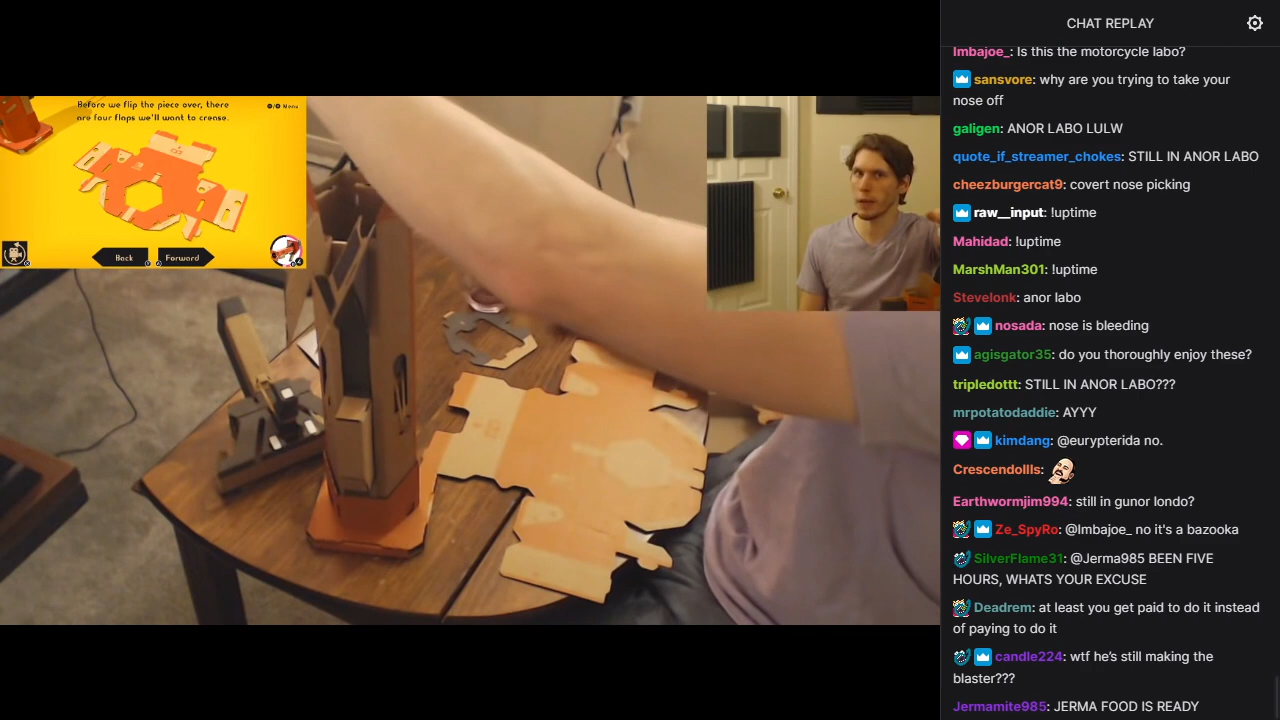 Before we flip the piece over, there
are four flaps we'll want to crease.
Menu
Back
Forward
CHAT REPLAY
Imbajoe_: Is this the motorcycle labo?
sansvore: why are you trying to take your
nose off
galigen: ANOR LABO LULW
quote_if_streamer_chokes: STILL IN ANOR LABO
cheezburgercat9: covert nose picking
raw__input: !uptime
Mahidad: !uptime
MarshMan301: !uptime
Stevelonk: anor labo
nosada: nose is bleeding
agisgator35: do you thoroughly enjoy these?
tripledottt: STILL IN ANOR LABO???
mrpotatodaddie: AYYY
kimdang: @eurypterida no.
Crescendollls:
Earthwormjim994: still in gunor londo?
Ze_SpyRo: @Imbajoe_ no it's a bazooka
SilverFlame31: @Jerma985 BEEN FIVE
HOURS, WHATS YOUR EXCUSE
Deadrem: at least you get paid to do it instead
of paying to do it
candle224: wtf he's still making the
blaster???
Jermamite985: JERMA FOOD IS READY